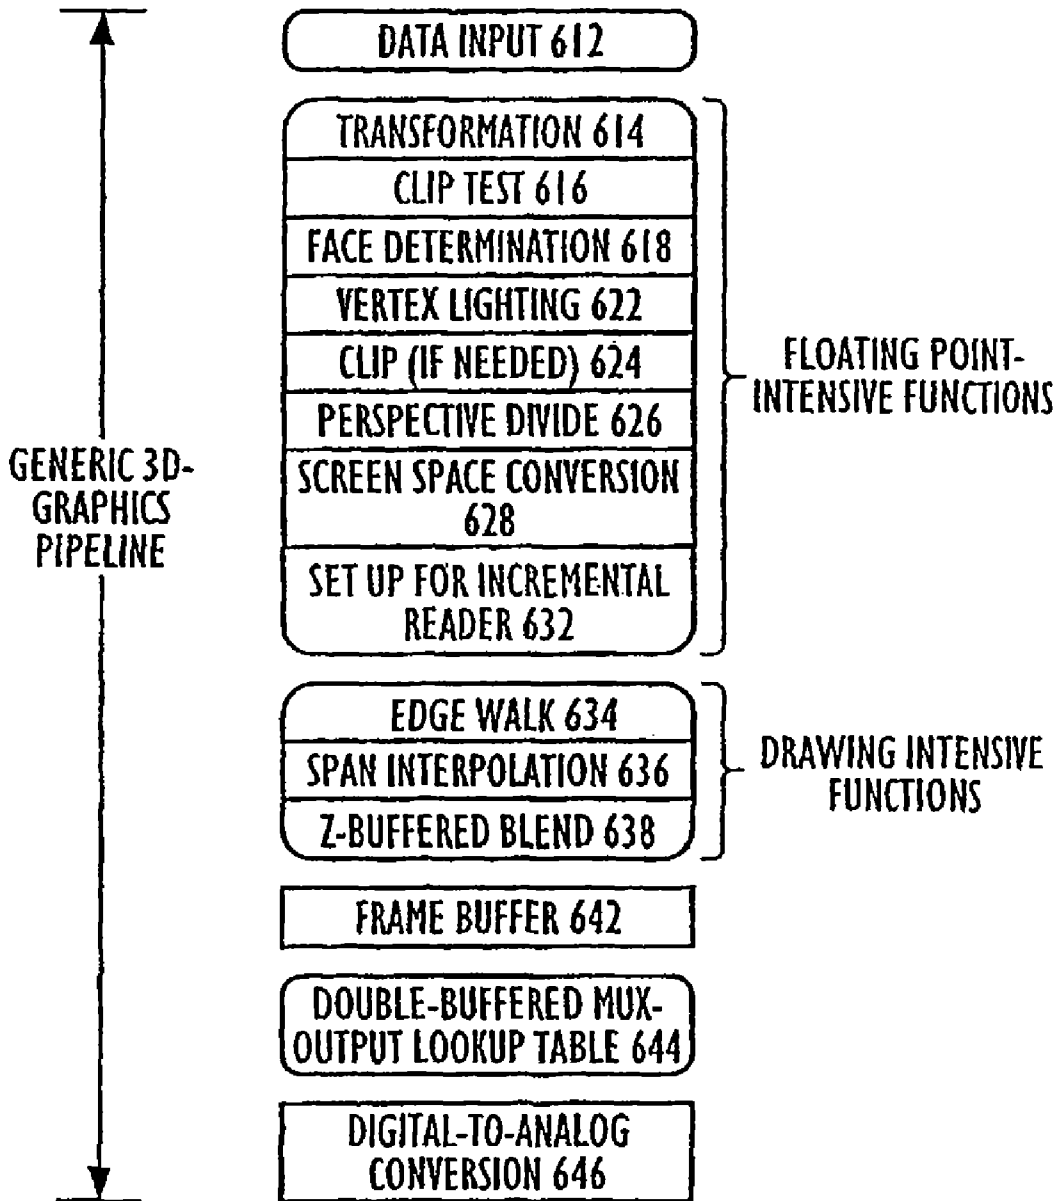 DATA INPUT 612
TRANSFORMATION 614
CLIP TEST 616
FACE DETERMINATION 618
VERTEX LIGHTING 622
CLIP (IF NEEDED) 624
PERSPECTIVE DIVIDE 626
SCREEN SPACE CONVERSION
628
SET UP FOR INCREMENTAL
READER 632
FLOATING POINT-
INTENSIVE FUNCTIONS
GENERIC 3D-
GRAPHICS
PIPELINE
EDGE WALK 634
SPAN INTERPOLATION 636
Z-BUFFERED BLEND 638
DRAWING INTENSIVE
FUNCTIONS
FRAME BUFFER 642
DOUBLE-BUFFERED MUX-
OUTPUT LOOKUP TABLE 644
DIGITAL-TO-ANALOG
CONVERSION 646